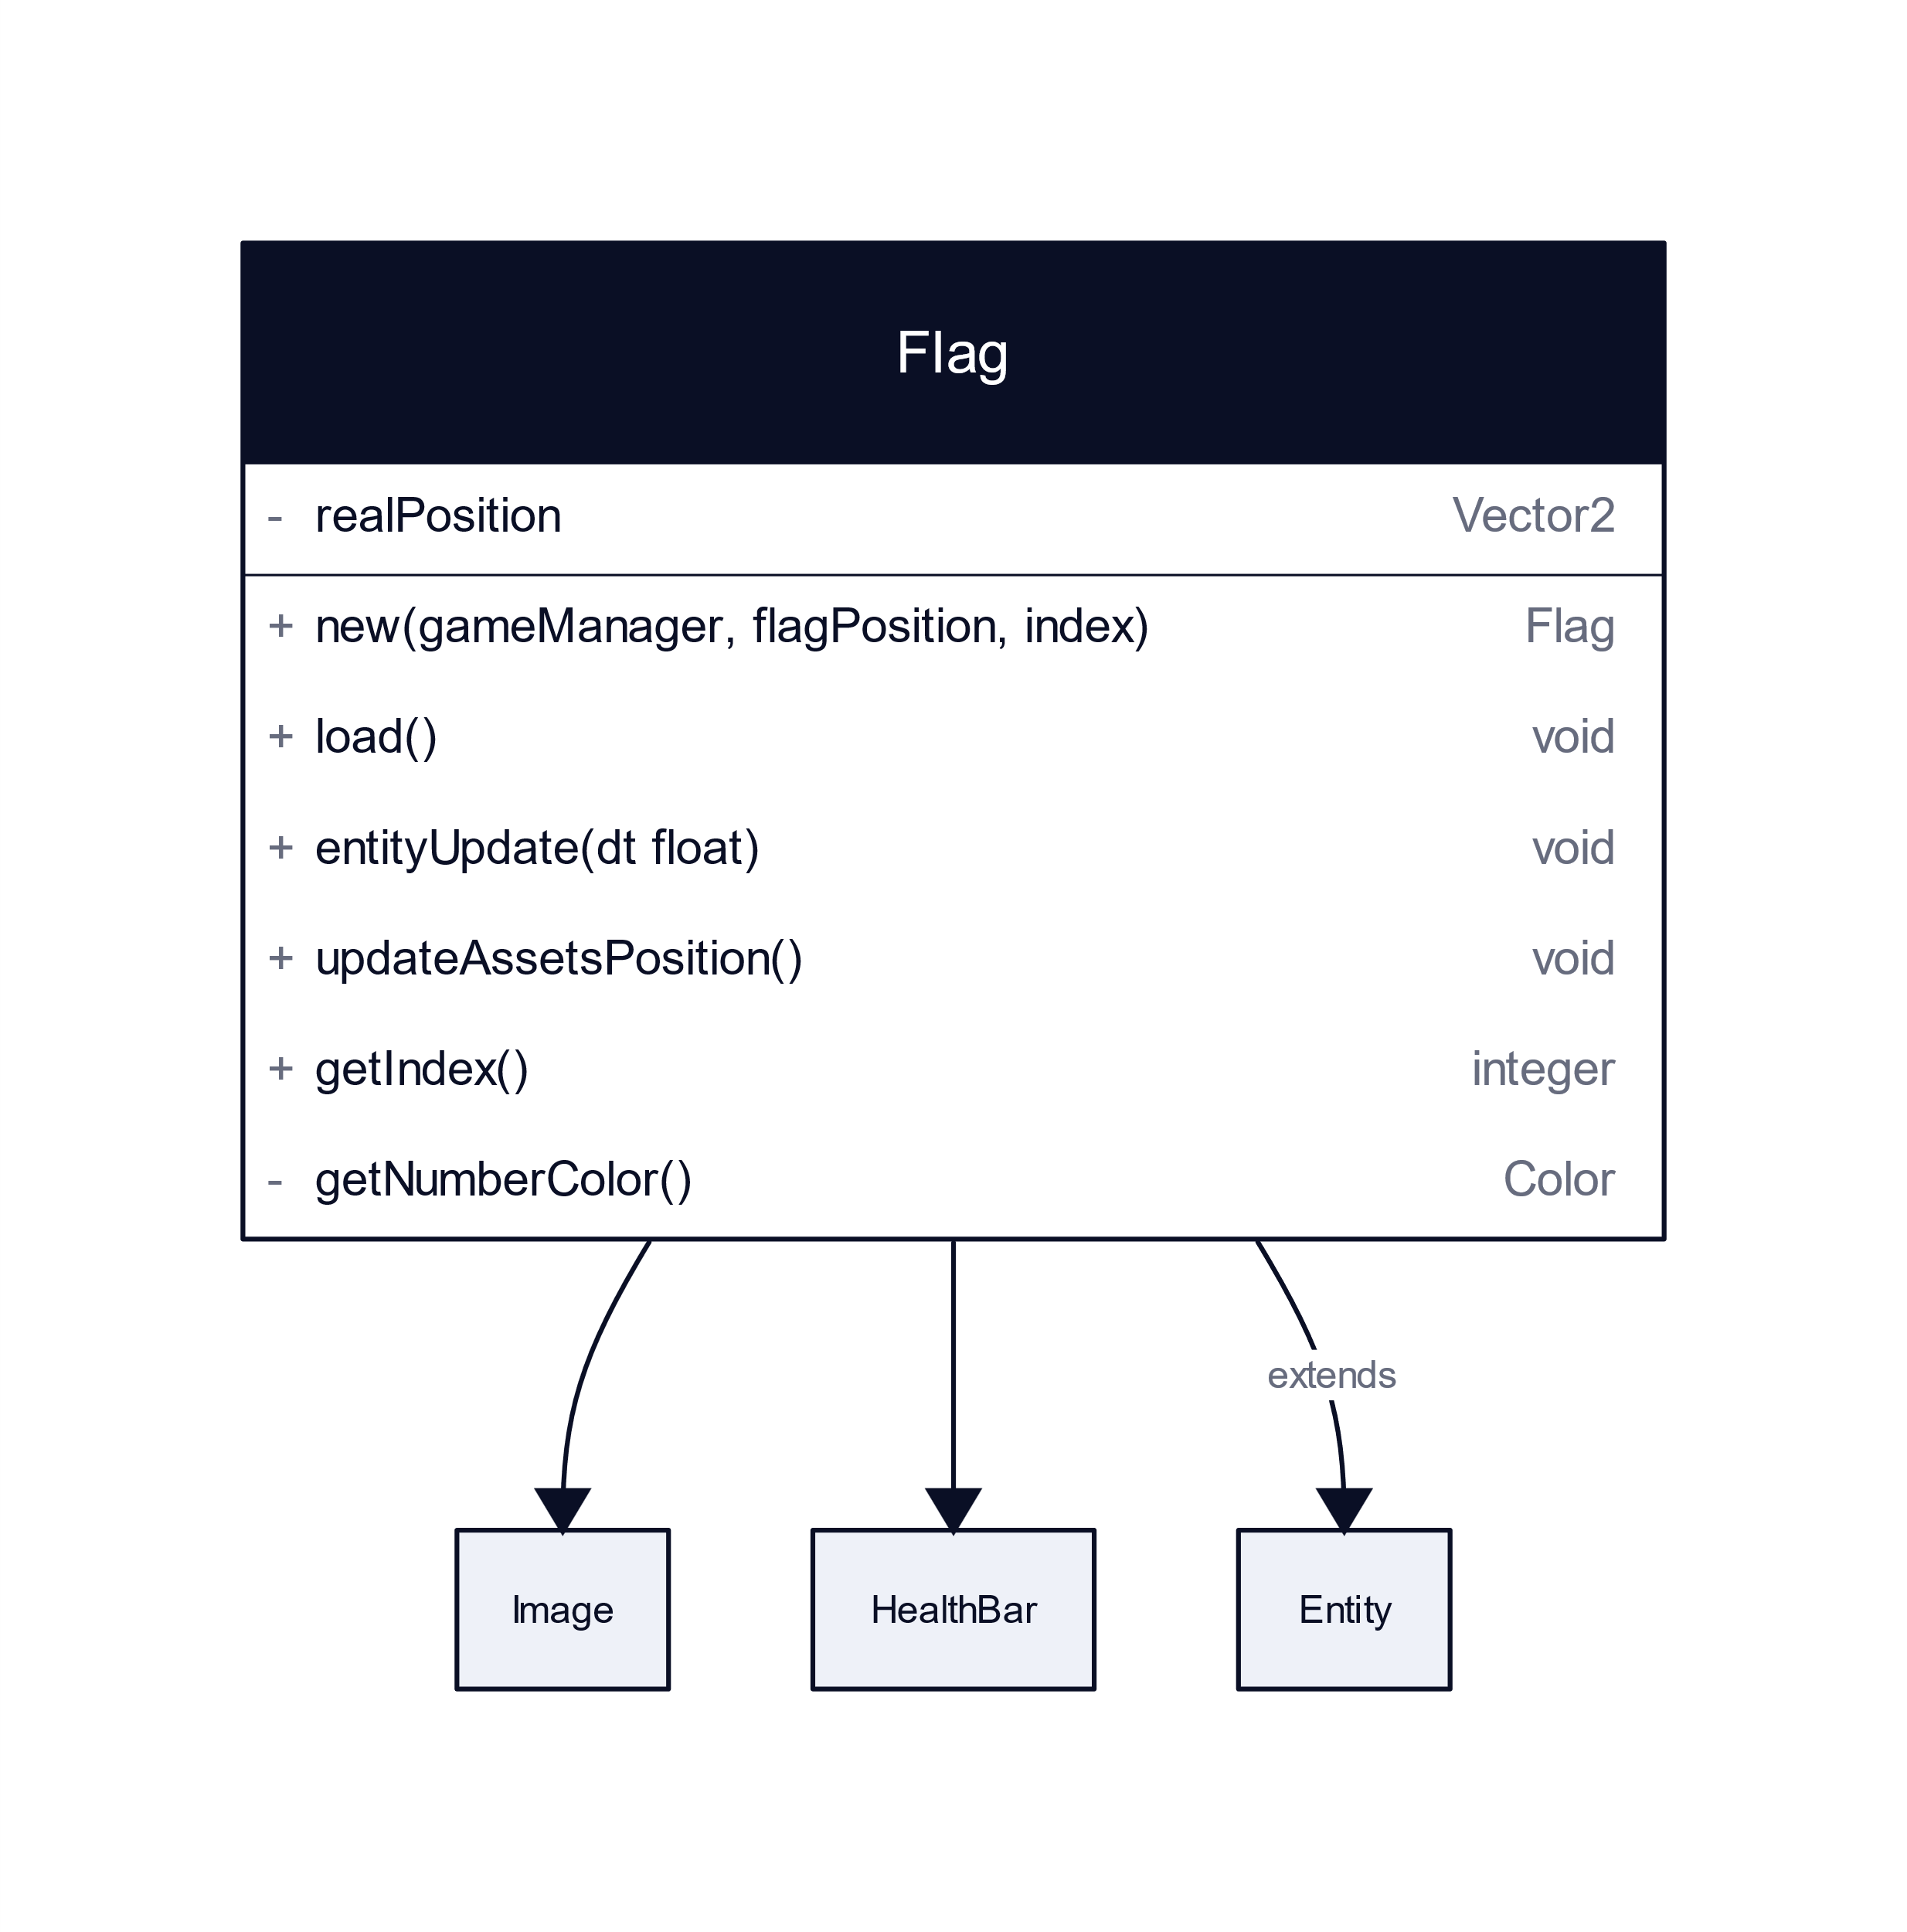 Flag
- realPosition Vector2
+ new(gameManager, flagPosition, index) Flag
+ load() void
+ entityUpdate(dt float) void
+ updateAssetsPosition() void
+ getIndex() integer
- getNumberColor() Color
extends
Image HealthBar Entity